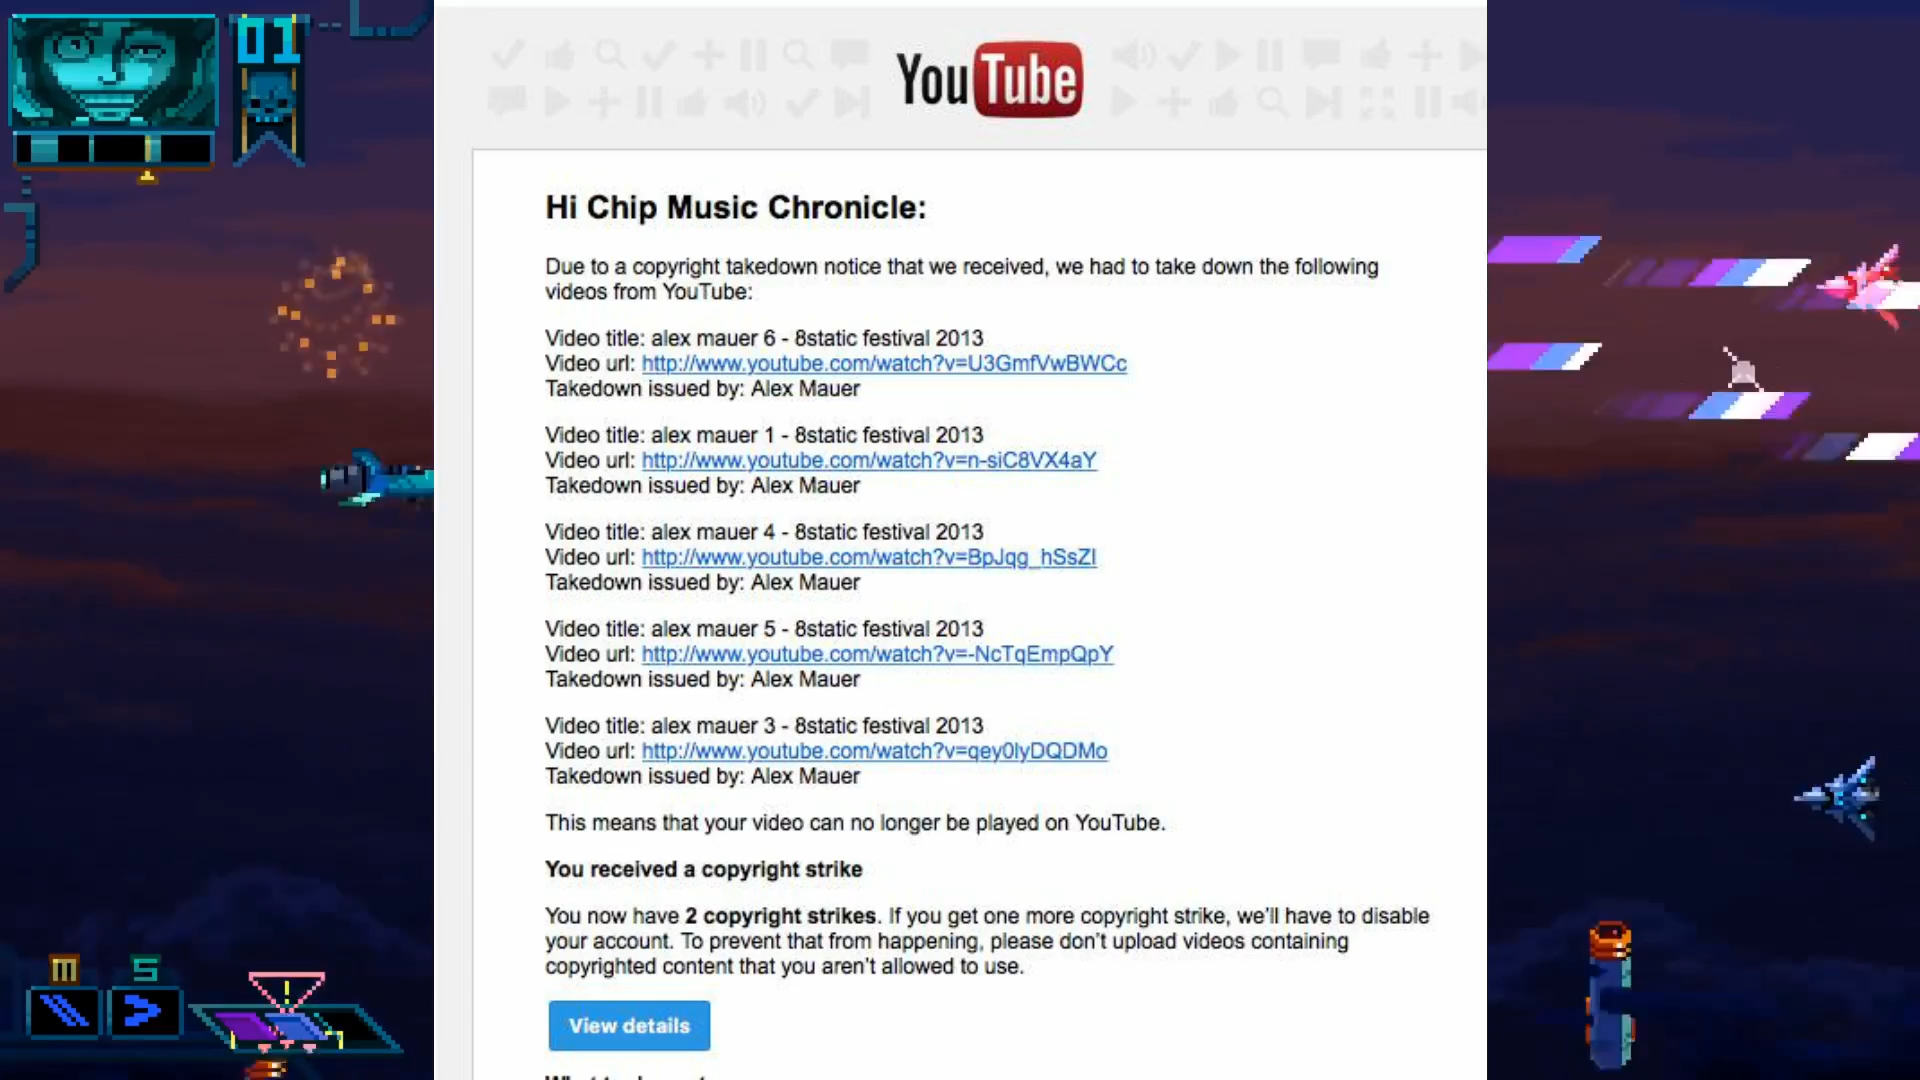 01
YouTube
Hi Chip Music Chronicle:
Due to a copyright takedown notice that we received, we had to take down the following
videos from YouTube:
Video title: alex mauer 6 - 8static festival 2013
Video url: http://www.youtube.com/watch?v=U3GmfVwBWCc
Takedown issued by: Alex Mauer
Video title: alex mauer 1 - 8static festival 2013
Video url: http://www.youtube.com/watch?v=n-siC8VX4aY
Takedown issued by: Alex Mauer
Video title: alex mauer 4 - 8static festival 2013
Video url: http://www.youtube.com/watch?v=BpJqg_hSsZI
Takedown issued by: Alex Mauer
Video title: alex mauer 5 - 8static festival 2013
Video url: http://www.youtube.com/watch?v=-NcTqEmpQpY
Takedown issued by: Alex Mauer
Video title: alex mauer 3 - 8static festival 2013
Video url: http://www.youtube.com/watch?v=qey0lyDQDMo
Takedown issued by: Alex Mauer
This means that your video can no longer be played on YouTube.
You received a copyright strike
You now have 2 copyright strikes. If you get one more copyright strike, we'll have to disable
your account. To prevent that from happening, please don't upload videos containing
copyrighted content that you aren't allowed to use.
M S
View details